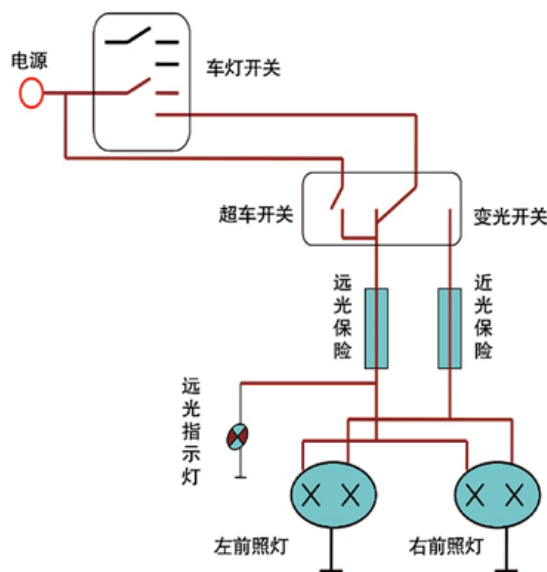 电源
车灯开关
超车开关
变光开关
远光保险
近光保险
远光指示灯
左前照灯
右前照灯